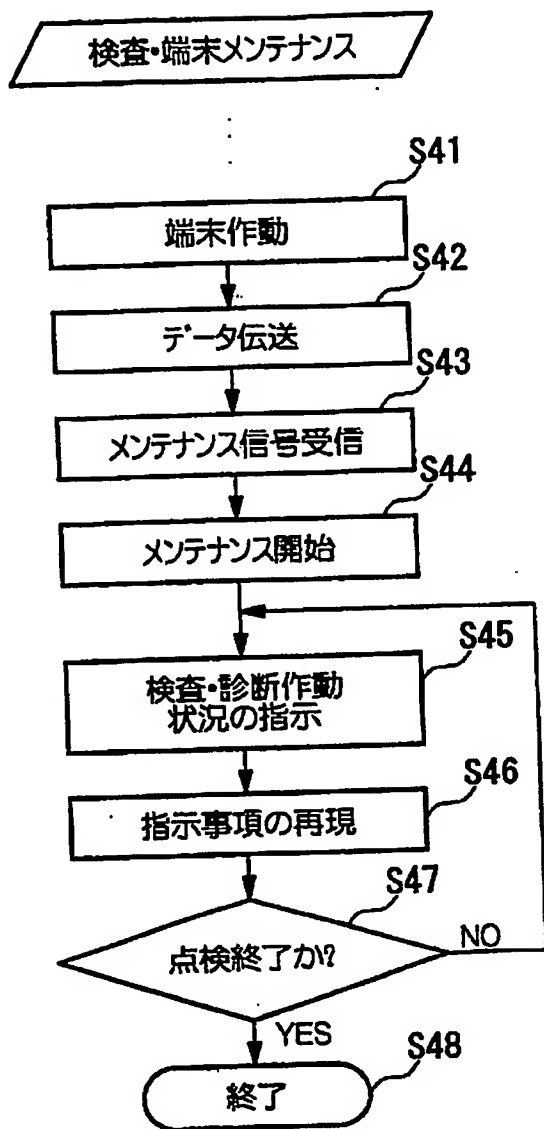 検査・端末メンテナンス
S41
端末作動
S42
データ伝送
S43
メンテナンス信号受信
S44
メンテナンス開始
S45
検査・診断作動
状況の指示
S46
指示事項の再現
S47
点検終了か?
NO
YES
S48
終了